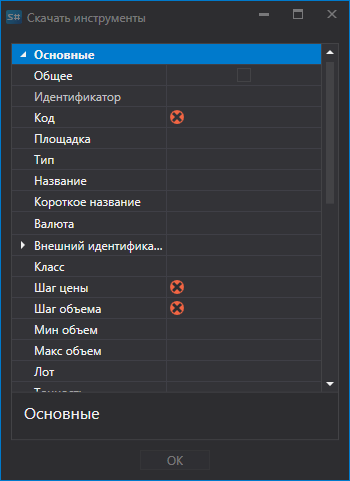 S# Скачать инструменты
Основные
Общее
Идентификатор
Код
Площадка
Тип
Название
Короткое название
Валюта
Внешний идентифика...
Класс
Шаг цены
Шаг объема
Мин объем
Макс объем
Лот
Точность
Основные
OK